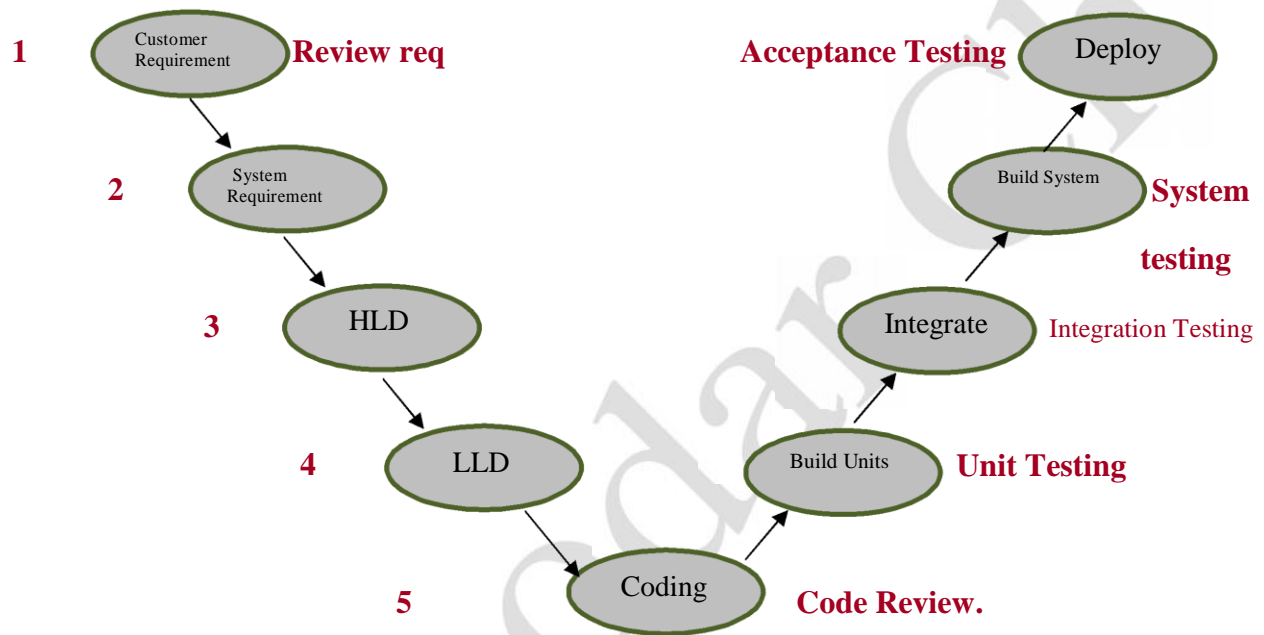 1
Customer
Requirement
Review req
Acceptance Testing
Deploy
2
System
Requirement
Build System
System
testing
3
HLD
Integrate
Integration Testing
4
LLD
Build Units
Unit Testing
5
Coding
Code Review.